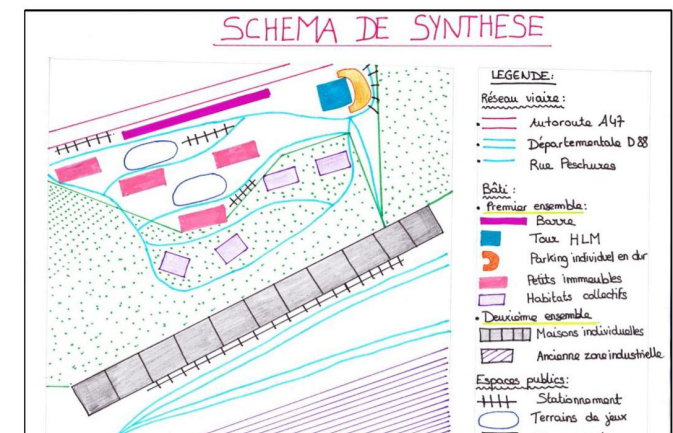 SCHEMA DE SYNTHESE
LEGENDE:
Réseau viaire:
Autoroute A47
Départementale D88
Rue Peschures
Bâti:
Premier ensemble:
Barre
Tour HLM
Parking individuel en dur
Petits immeubles
Habitats collectifs
Deuxième ensemble
Maisons individuelles
Ancienne zone industrielle
Espaces publics:
Stationnement
Terrains de jeux